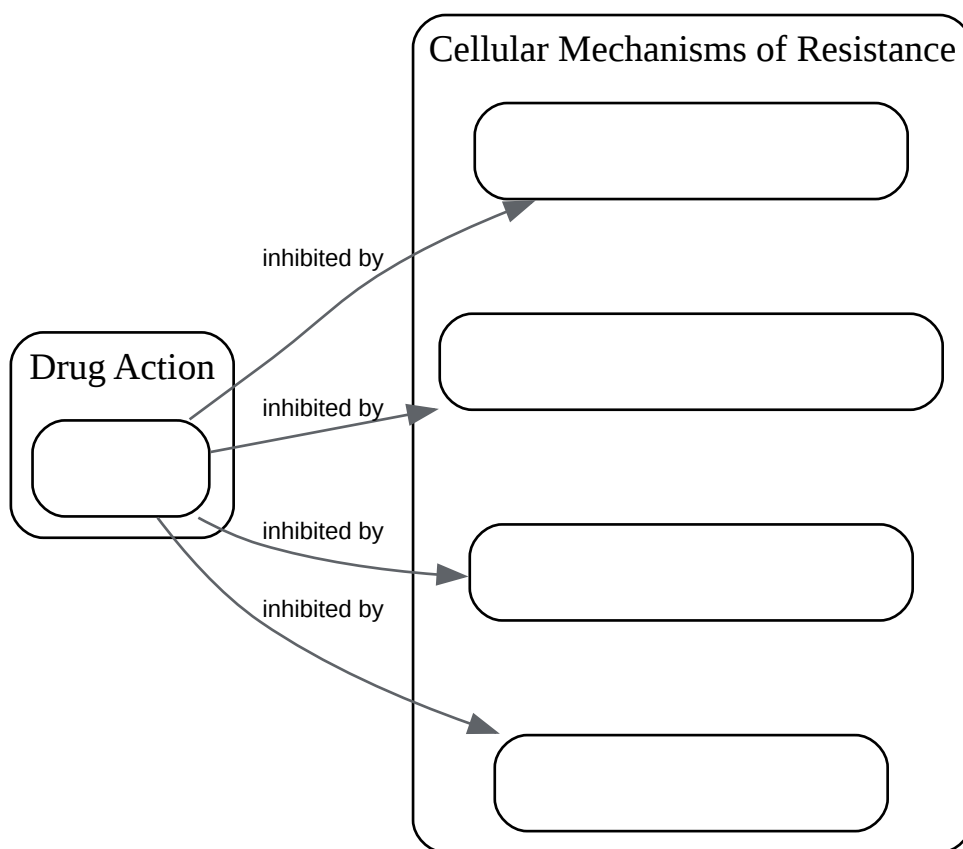 Cellular Mechanisms of Resistance
inhibited by
Drug Action
inhibited by
inhibited by
inhibited by